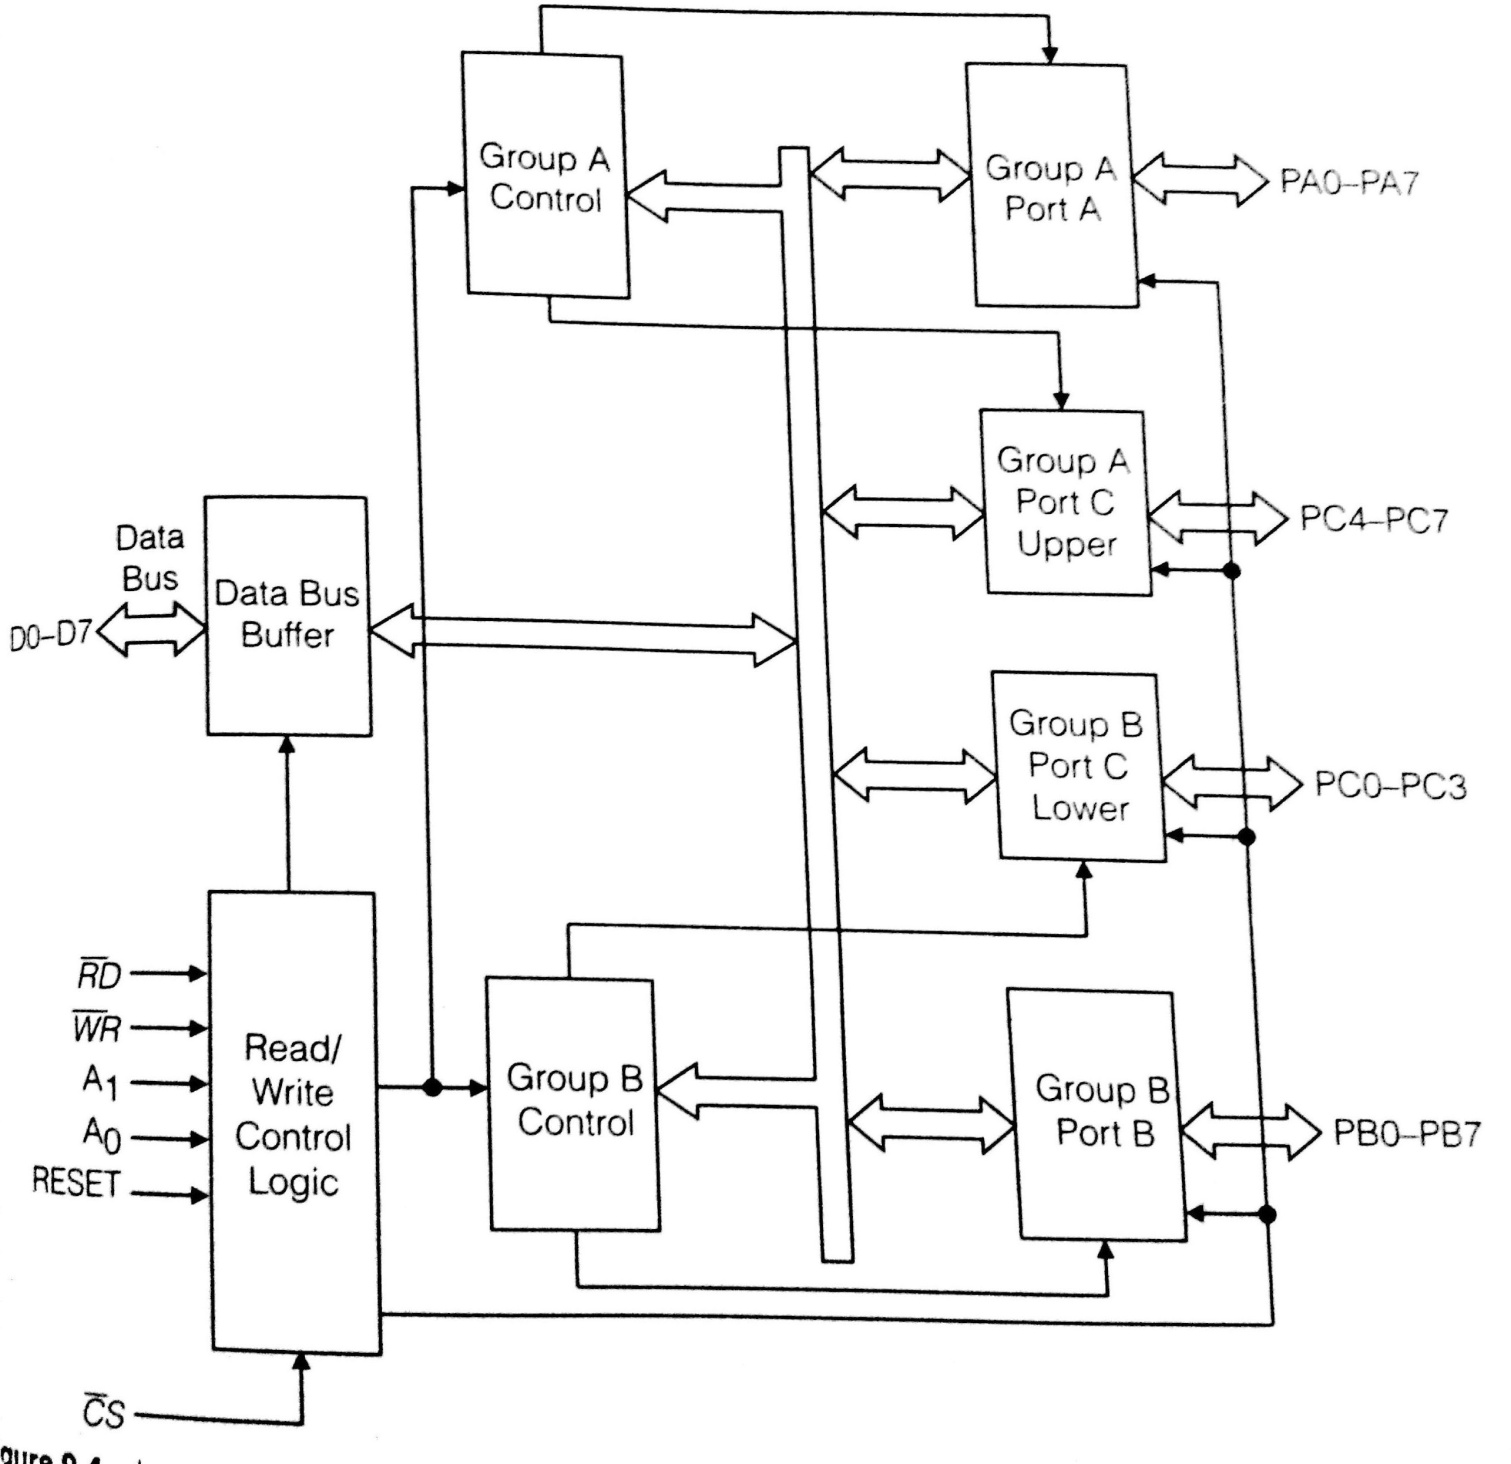 Group A
Control
Group A
Port A
PA0–PA7
Group A
Port C
Upper
PC4–PC7
Data
Bus
D0–D7
Data Bus
Buffer
Group B
Port C
Lower
PC0–PC3
RD
WR
A1
A0
RESET
Read/
Write
Control
Logic
Group B
Control
Group B
Port B
PB0–PB7
CS